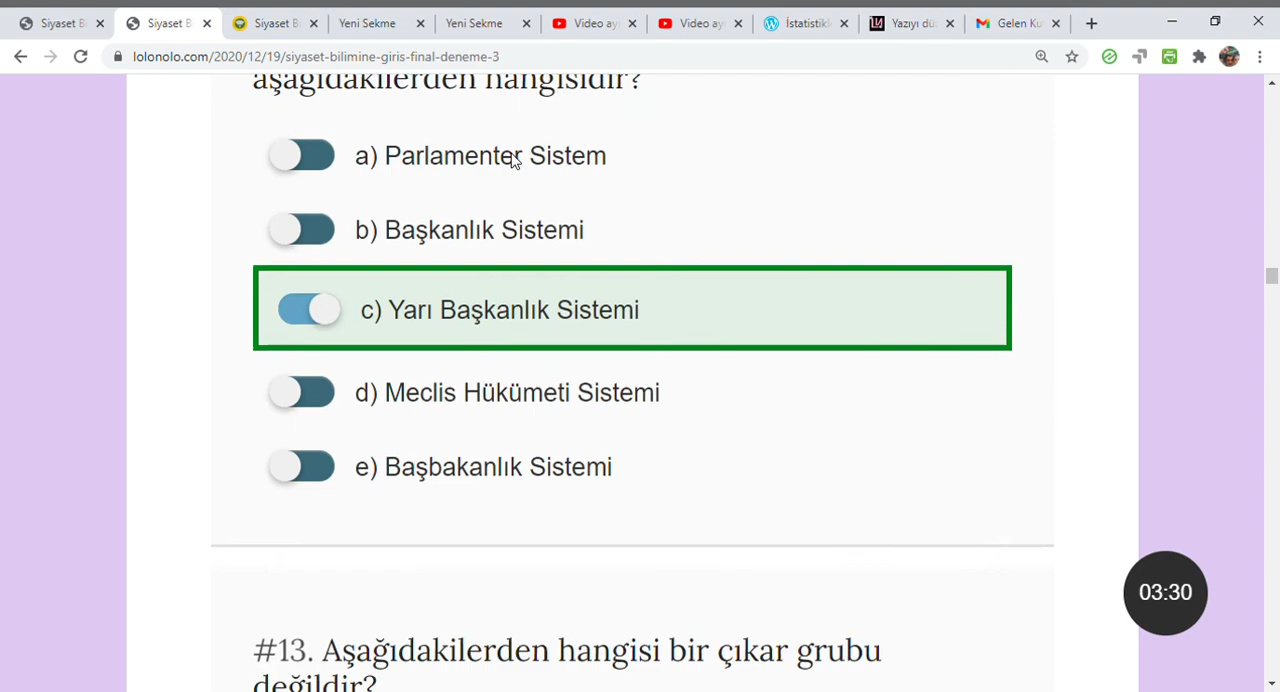 Siyaset B
Siyaset B
Siyaset B
Yeni Sekme
Yeni Sekme
Video ay
Video ay
İstatistik
Yazıyı dü
Gelen Ku
lolonolo.com/2020/12/19/siyaset-bilimine-giris-final-deneme-3
aşağıdakilerden hangisidir?
a) Parlamenter Sistem
b) Başkanlık Sistemi
c) Yarı Başkanlık Sistemi
d) Meclis Hükümeti Sistemi
e) Başbakanlık Sistemi
03:30
#13. Aşağıdakilerden hangisi bir çıkar grubu
değildir?